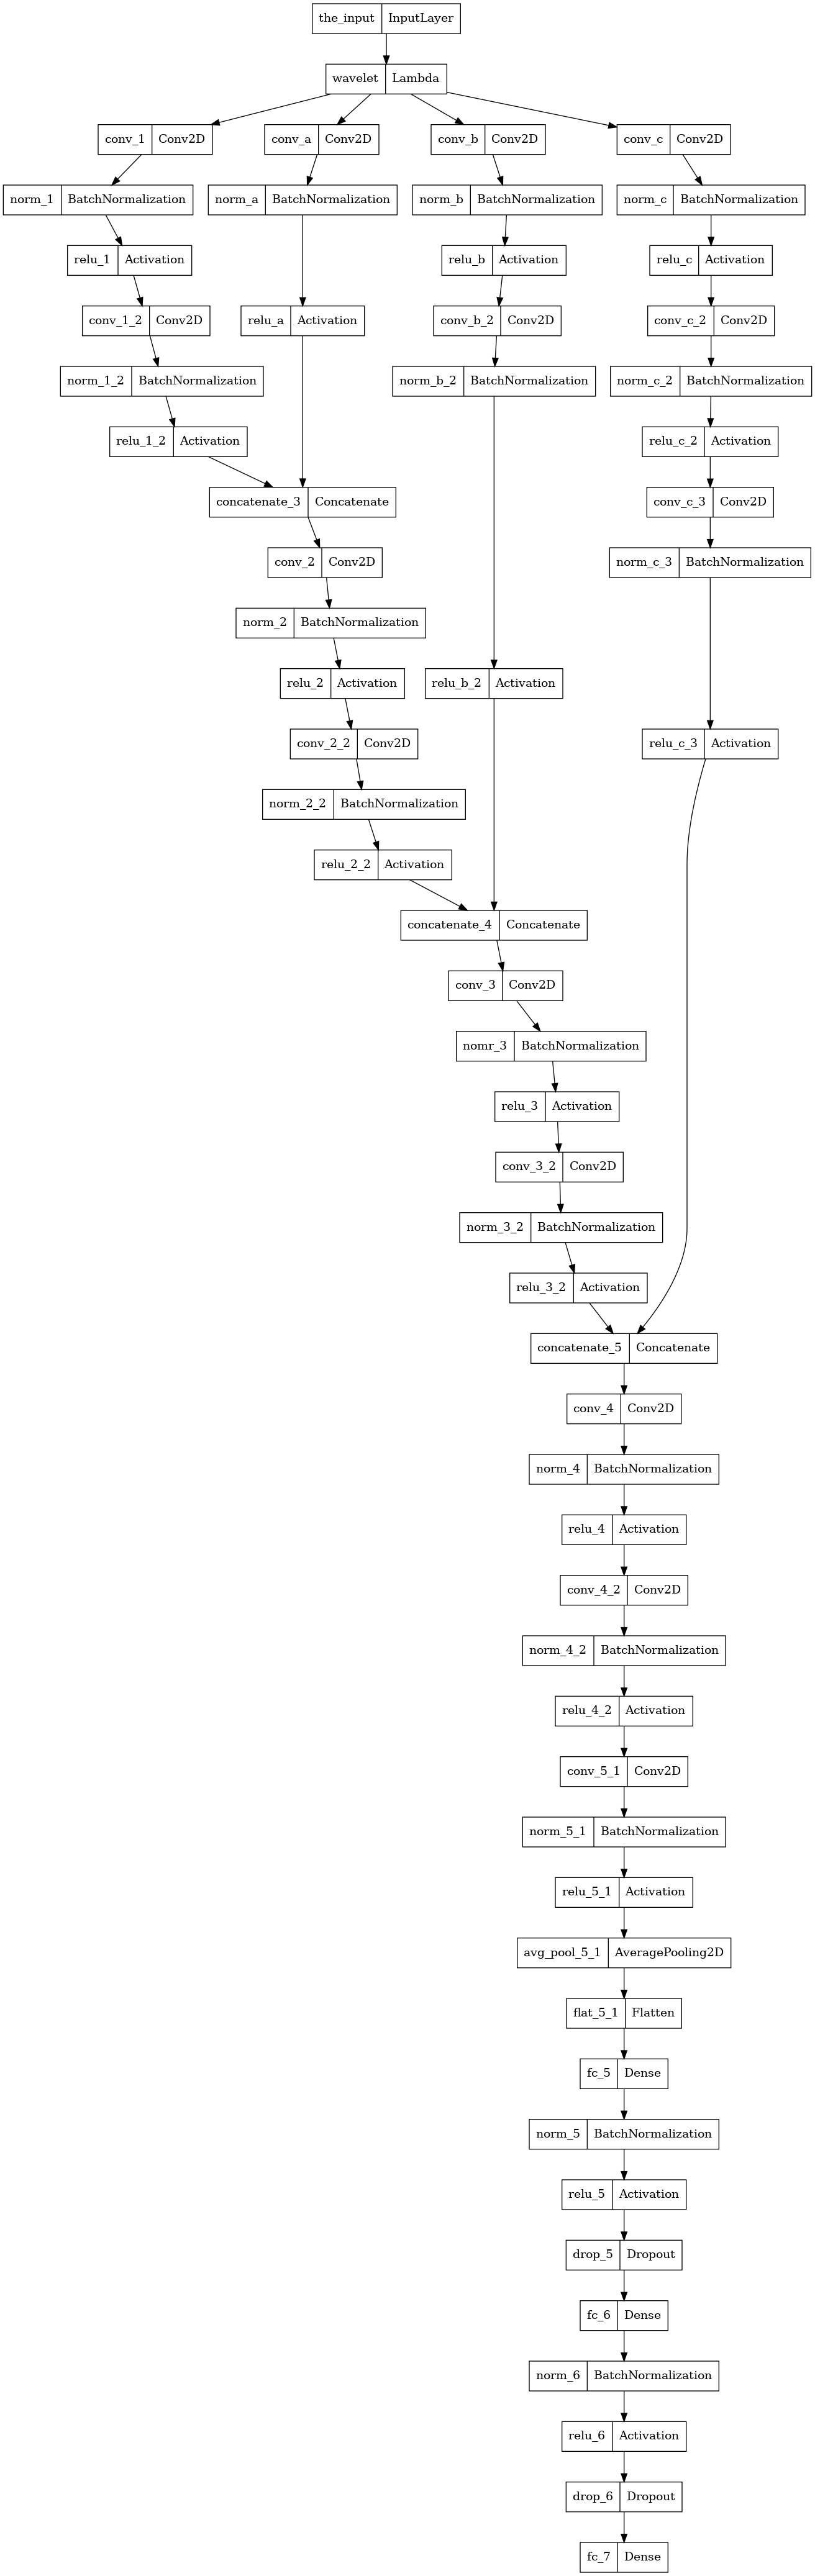 the_input InputLayer
wavelet Lambda
conv_1 Conv2D conv_a Conv2D conv_b Conv2D conv_c Conv2D
norm_1 BatchNormalization norm_a BatchNormalization norm_b BatchNormalization norm_c BatchNormalization
relu_1 Activation relu_b Activation relu_c Activation
conv_1_2 Conv2D relu_a Activation conv_b_2 Conv2D conv_c_2 Conv2D
norm_1_2 BatchNormalization norm_b_2 BatchNormalization norm_c_2 BatchNormalization
relu_1_2 Activation relu_c_2 Activation
concatenate_3 Concatenate conv_c_3 Conv2D
conv_2 Conv2D norm_c_3 BatchNormalization
norm_2 BatchNormalization
relu_2 Activation relu_b_2 Activation
conv_2_2 Conv2D relu_c_3 Activation
norm_2_2 BatchNormalization
relu_2_2 Activation
concatenate_4 Concatenate
conv_3 Conv2D
nomr_3 BatchNormalization
relu_3 Activation
conv_3_2 Conv2D
norm_3_2 BatchNormalization
relu_3_2 Activation
concatenate_5 Concatenate
conv_4 Conv2D
norm_4 BatchNormalization
relu_4 Activation
conv_4_2 Conv2D
norm_4_2 BatchNormalization
relu_4_2 Activation
conv_5_1 Conv2D
norm_5_1 BatchNormalization
relu_5_1 Activation
avg_pool_5_1 AveragePooling2D
flat_5_1 Flatten
fc_5 Dense
norm_5 BatchNormalization
relu_5 Activation
drop_5 Dropout
fc_6 Dense
norm_6 BatchNormalization
relu_6 Activation
drop_6 Dropout
fc_7 Dense